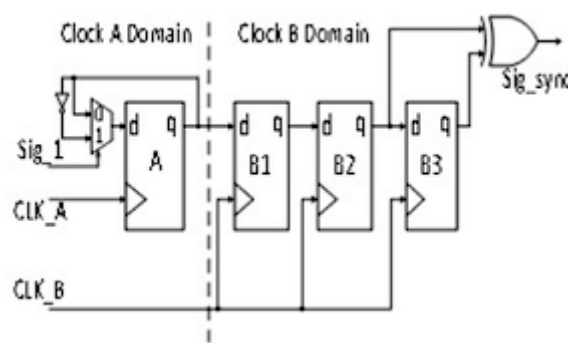 Clock A Domain
Clock B Domain
0
1
d q
A
d q
B1
d q
B2
d q
B3
Sig_sync
Sig_1
CLK_A
CLK_B